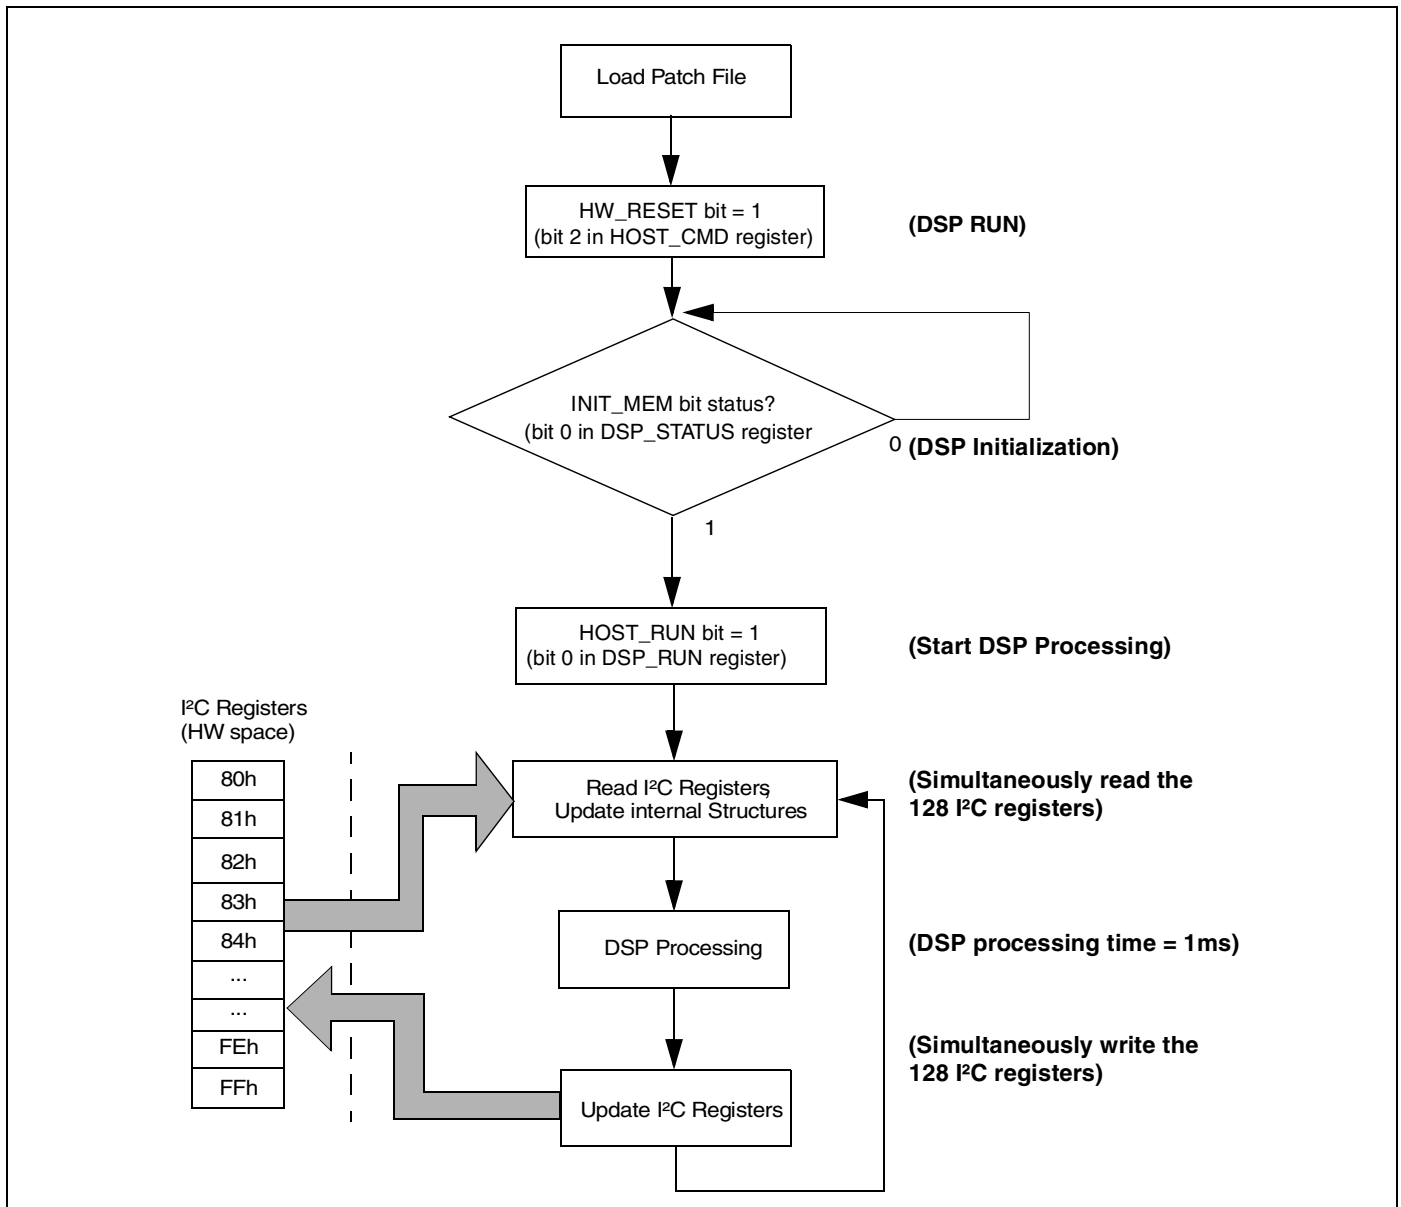 Load Patch File
HW_RESET bit = 1
(bit 2 in HOST_CMD register)
(DSP RUN)
INIT_MEM bit status?
(bit 0 in DSP_STATUS register
0
(DSP Initialization)
1
HOST_RUN bit = 1
(bit 0 in DSP_RUN register)
(Start DSP Processing)
I²C Registers
(HW space)
80h
81h
82h
83h
84h
...
...
FEh
FFh
Read I²C Registers,
Update internal Structures
(Simultaneously read the
128 I²C registers)
DSP Processing
(DSP processing time = 1ms)
(Simultaneously write the
128 I²C registers)
Update I²C Registers